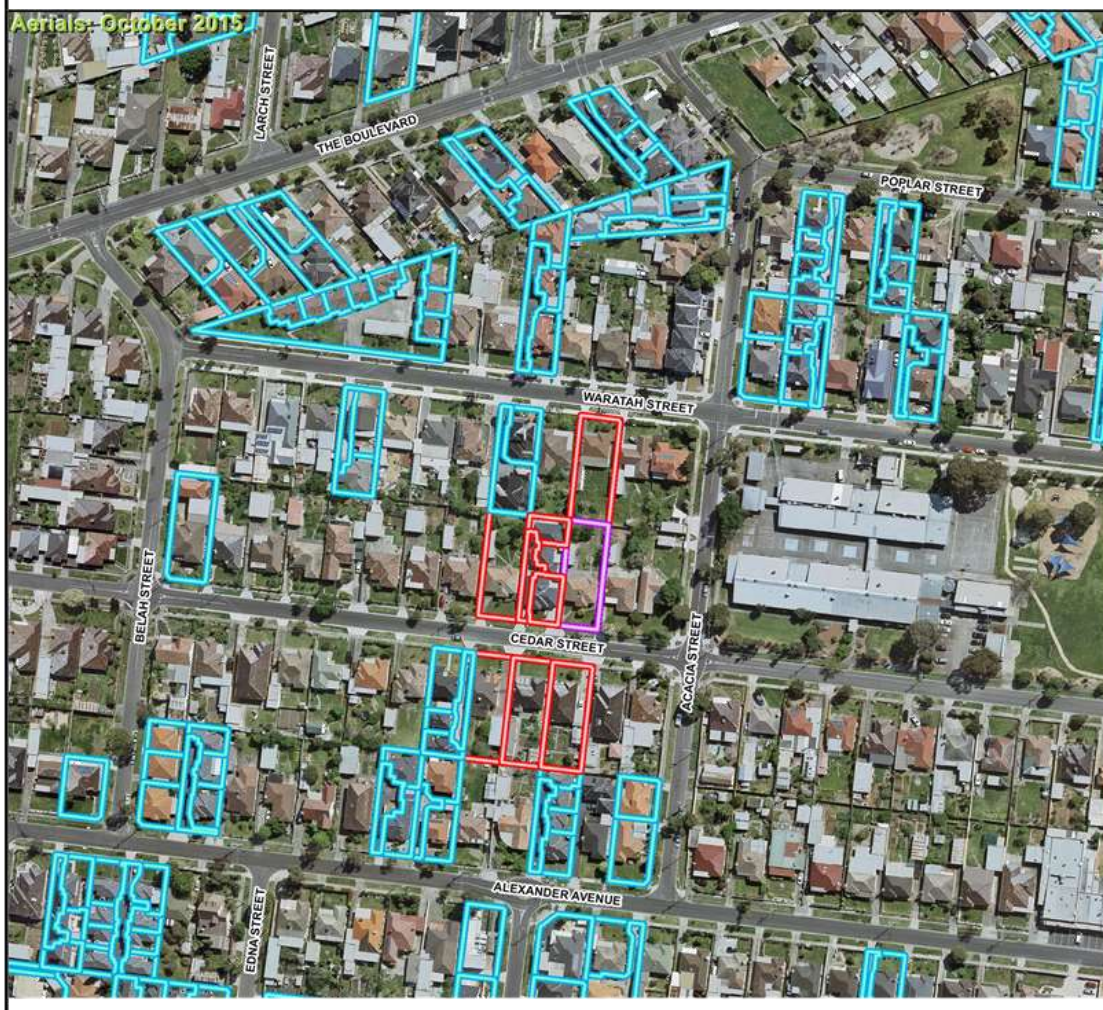 Aerials: October 2015
LARCH STREET
THE BOULEVARD
POPLAR STREET
WARATAH STREET
BELAH STREET
CEDAR STREET
ACACIA STREET
ALEXANDER AVENUE
EDNA STREET